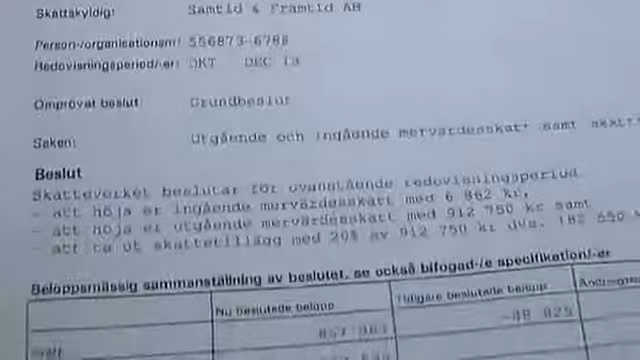 Skattskyldig: Samtid & Framtid AB
Person-/organisationsnr: 556873-6788
Redovisningsperiod/-er: OKT DEC 13
Omprövat beslut: Grundbeslut
Saken: Utgående och ingående mervärdesskatt samt
Beslut
Skatteverket beslutar för ovanstående redovisningsperiod
- att höja er ingående mervärdesskatt med 6 862 kr,
- att höja er utgående mervärdesskatt med 912 750 kr samt
- att ta ut skattetillägg med 20% av 912 750 kr dvs. 182 550
Beloppsmässig sammanställning av beslutet, se också bifogad-/e specifikation/-er
Nu beslutade belopp Tidigare beslutade belopp
-48 825